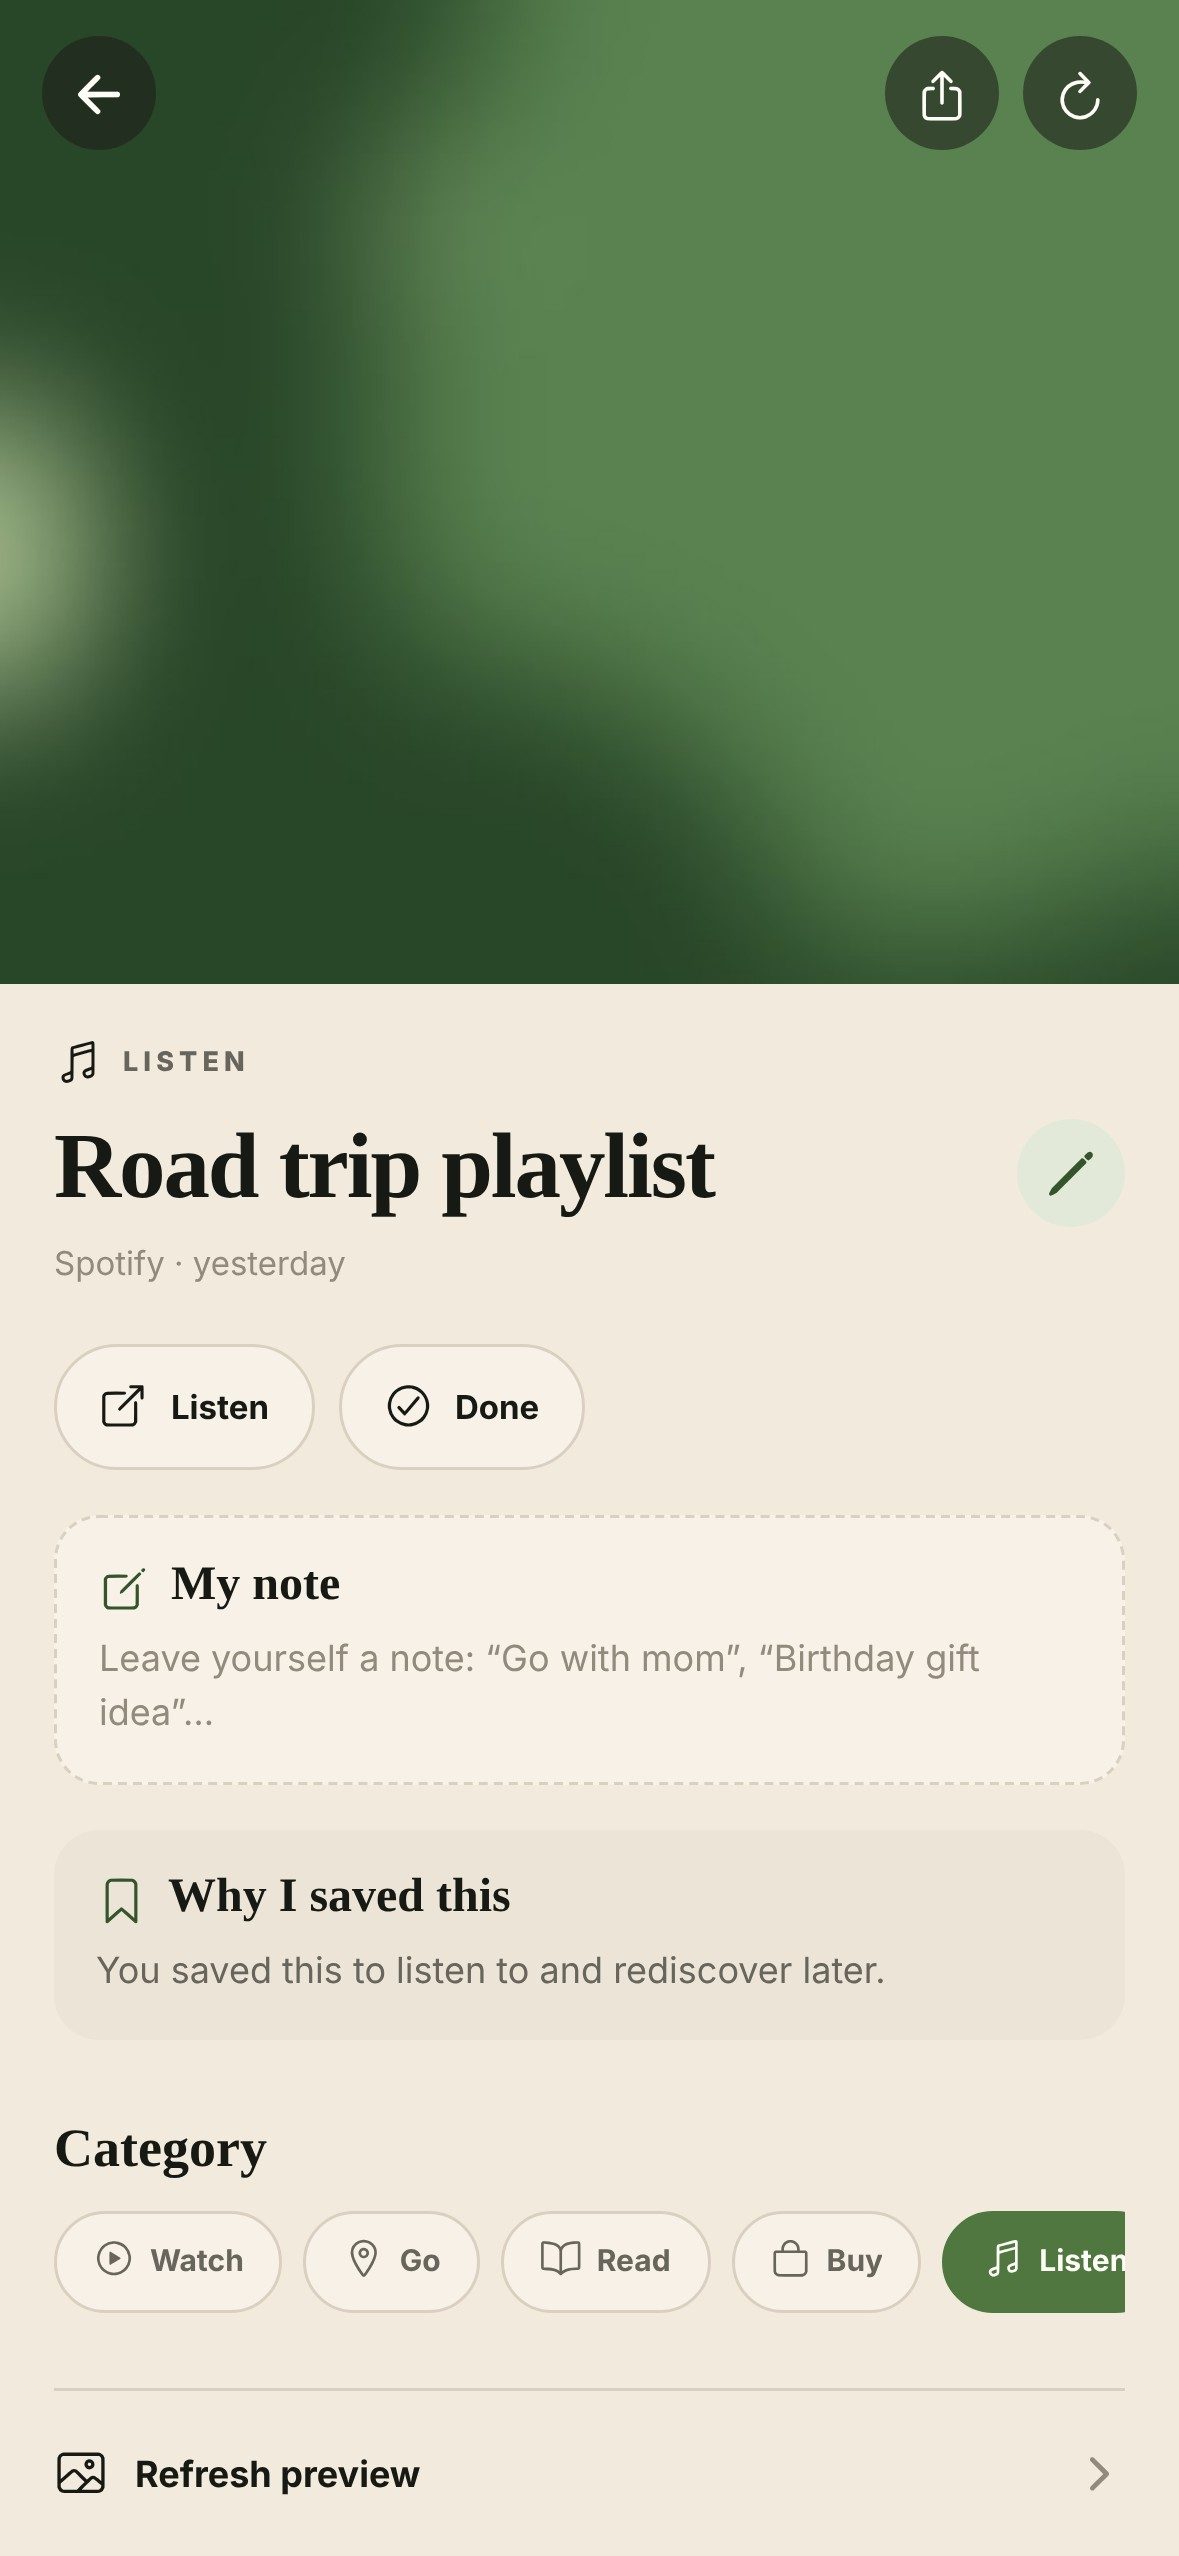 LISTEN
Road trip playlist
Spotify · yesterday
Listen
Done
My note
Leave yourself a note: “Go with mom”, “Birthday gift
idea”...
Why I saved this
You saved this to listen to and rediscover later.
Category
Watch
Go
Read
Buy
Listen
Refresh preview